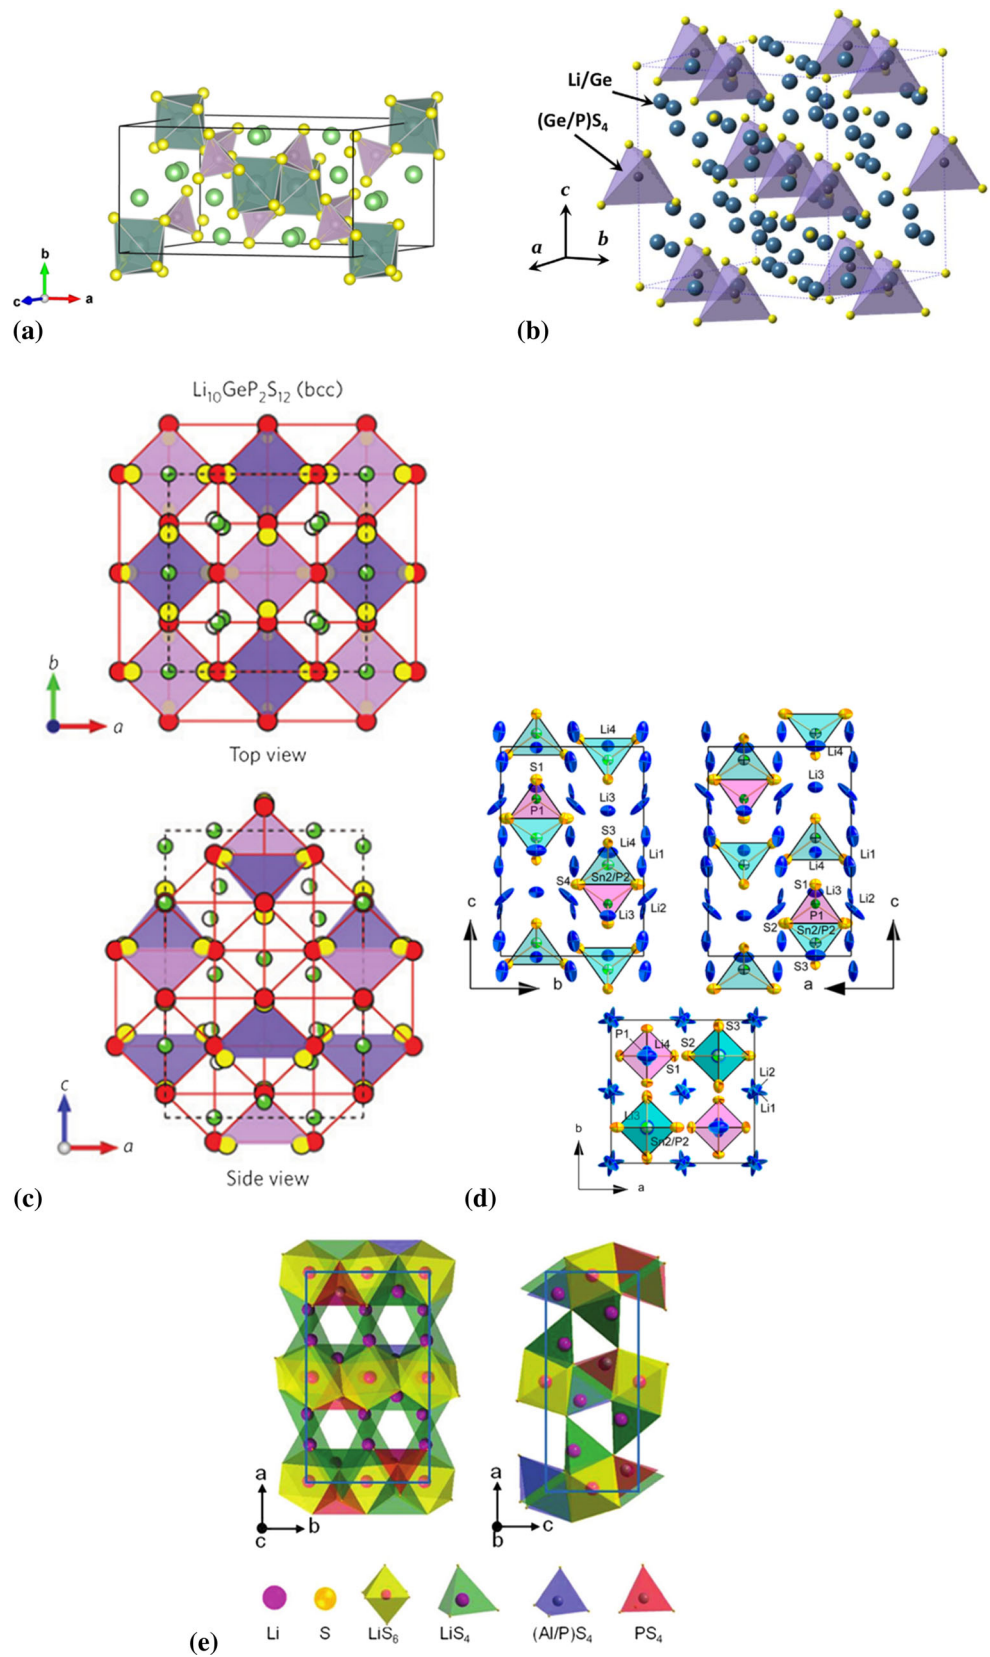 b
c
a
(a)
Li/Ge
(Ge/P)S4
c
a
b
(b)
Li10GeP2S12 (bcc)
b
a
Top view
c
a
Side view
(c)
Li4
S1
Li3
P1
S3
Li4
Li1
S4
Sn2/P2
Li3
Li2
c
b
Li4
Li3
Li4
Li1
S1
Li3
P1
Li2
S2
Sn2/P2
S3
c
a
S3
P1
Li4
S2
S1
Li2
Li1
Li3
Sn2/P2
b
a
(d)
a
b
c
a
c
b
Li
S
LiS6
LiS4
(Al/P)S4
PS4
(e)